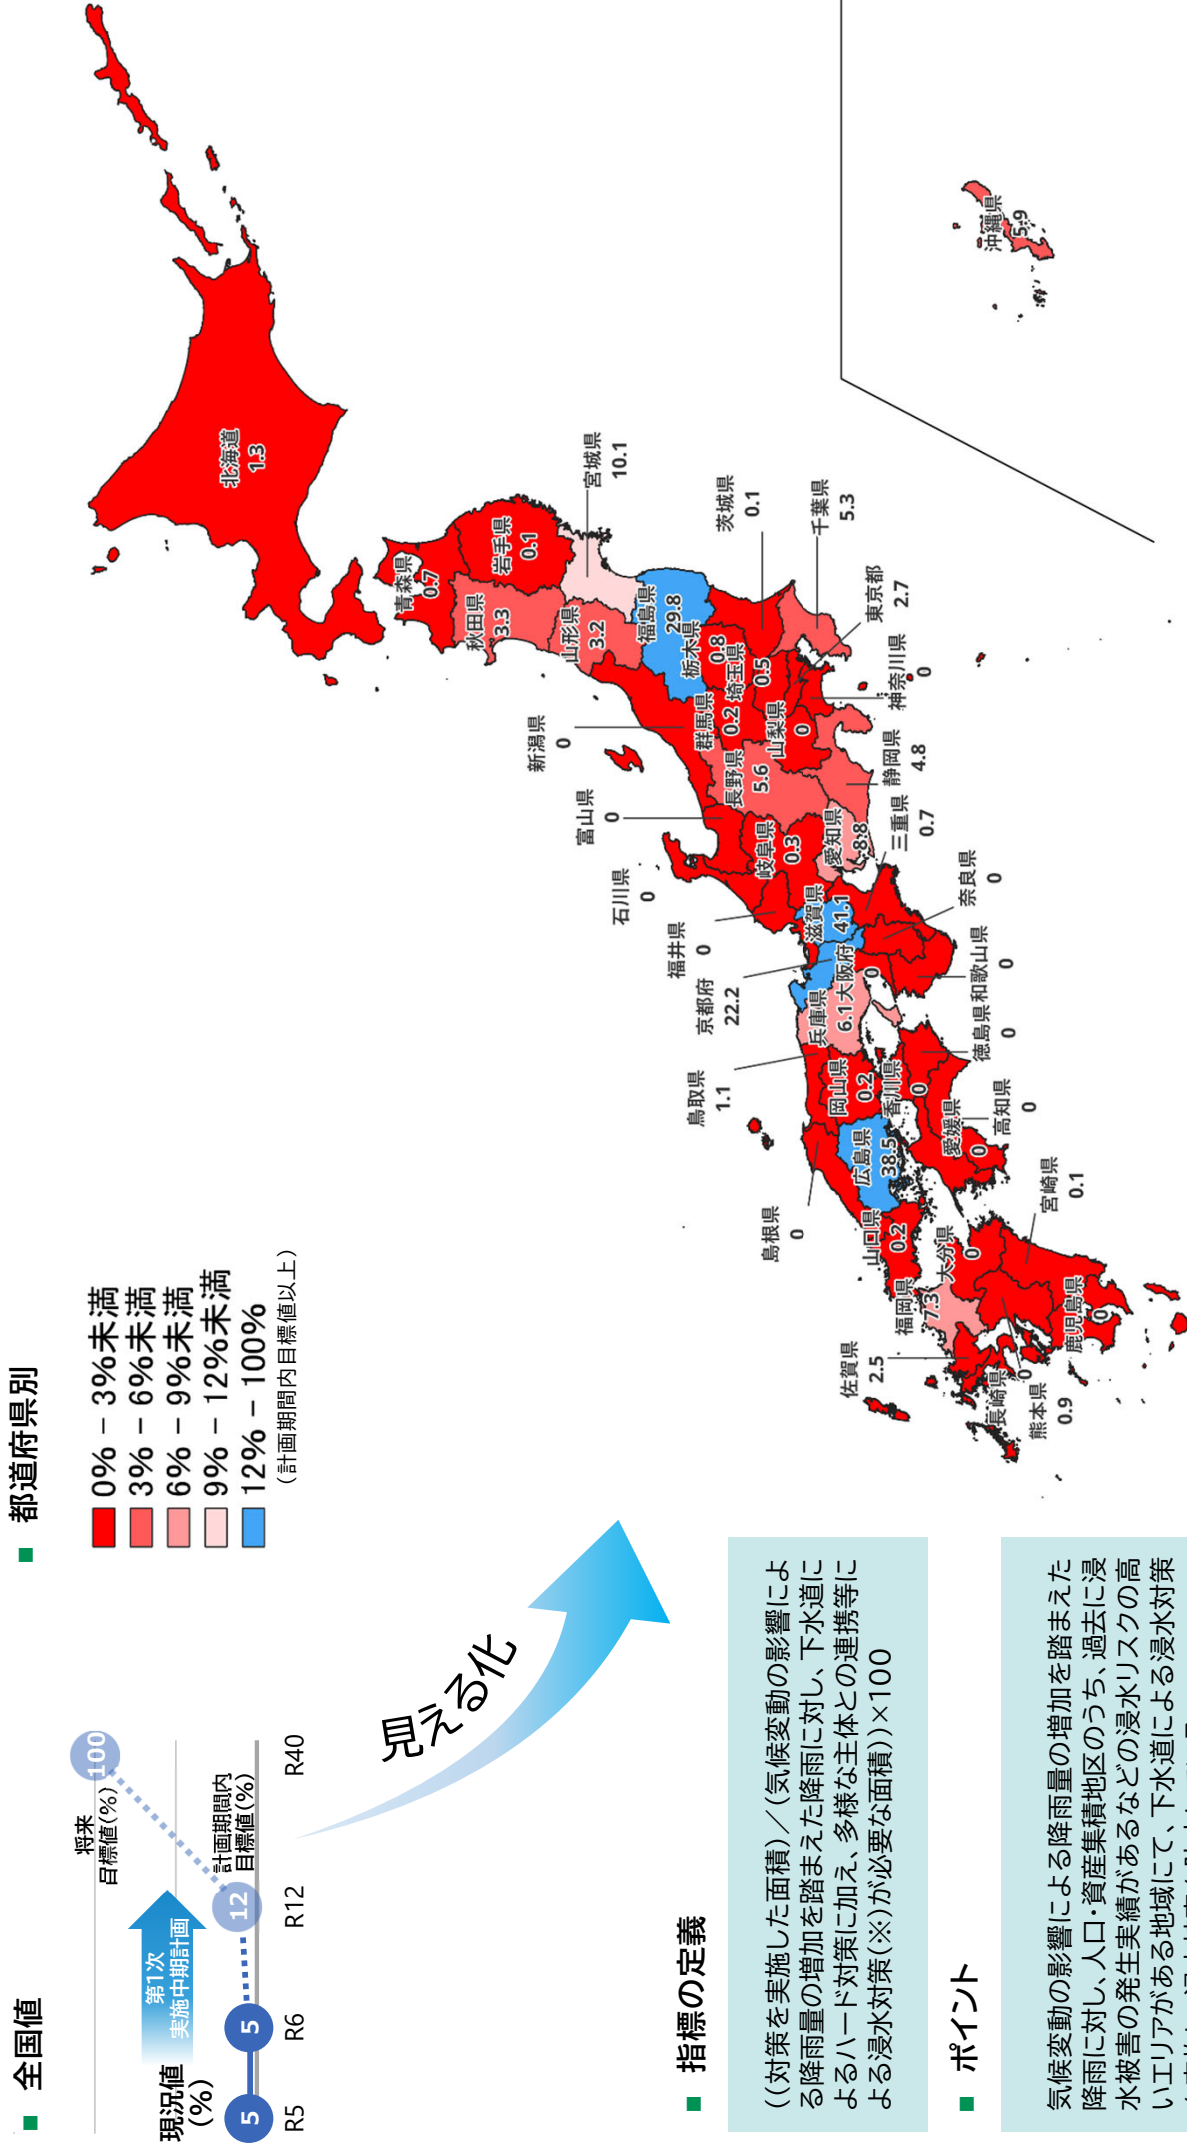 ■ 全国値
将来
目標値(%)
100
第1次
実施中期計画
現況値
(%)
計画期間内
目標値(%)
5
5
12
R5
R6
R12
R40
見える化
■ 指標の定義
((対策を実施した面積)／(気候変動の影響によ
る降雨量の増加を踏まえた降雨に対し、下水道に
よるハード対策に加え、多様な主体との連携等に
よる浸水対策(※)が必要な面積))×100
■ ポイント
気候変動の影響による降雨量の増加を踏まえた
降雨に対し、人口・資産集積地区のうち、過去に浸
水被害の発生実績があるなどの浸水リスクの高
いエリアがある地域にて、下水道による浸水対策
■ 都道府県別
0% − 3%未満
3% − 6%未満
6% − 9%未満
9% − 12%未満
12% − 100%
(計画期間内目標値以上)
北海道
1.3
青森県
0.7
岩手県
0.1
秋田県
3.3
宮城県
10.1
山形県
3.2
福島県
29.8
茨城県
0.1
栃木県
0.8
群馬県
0.2
埼玉県
0.5
千葉県
5.3
東京都
2.7
神奈川県
0
新潟県
0
富山県
0
石川県
0
福井県
0
山梨県
0
長野県
5.6
岐阜県
0.3
静岡県
4.8
愛知県
8.8
三重県
0.7
滋賀県
41.1
京都府
22.2
大阪府
0
兵庫県
6.1
奈良県
0
和歌山県
0
鳥取県
1.1
島根県
0
岡山県
0.2
広島県
38.5
山口県
0.2
徳島県
0
香川県
0
愛媛県
0
高知県
0
福岡県
7.3
佐賀県
2.5
長崎県
0
熊本県
0.9
大分県
0
宮崎県
0.1
鹿児島県
0
沖縄県
5.9